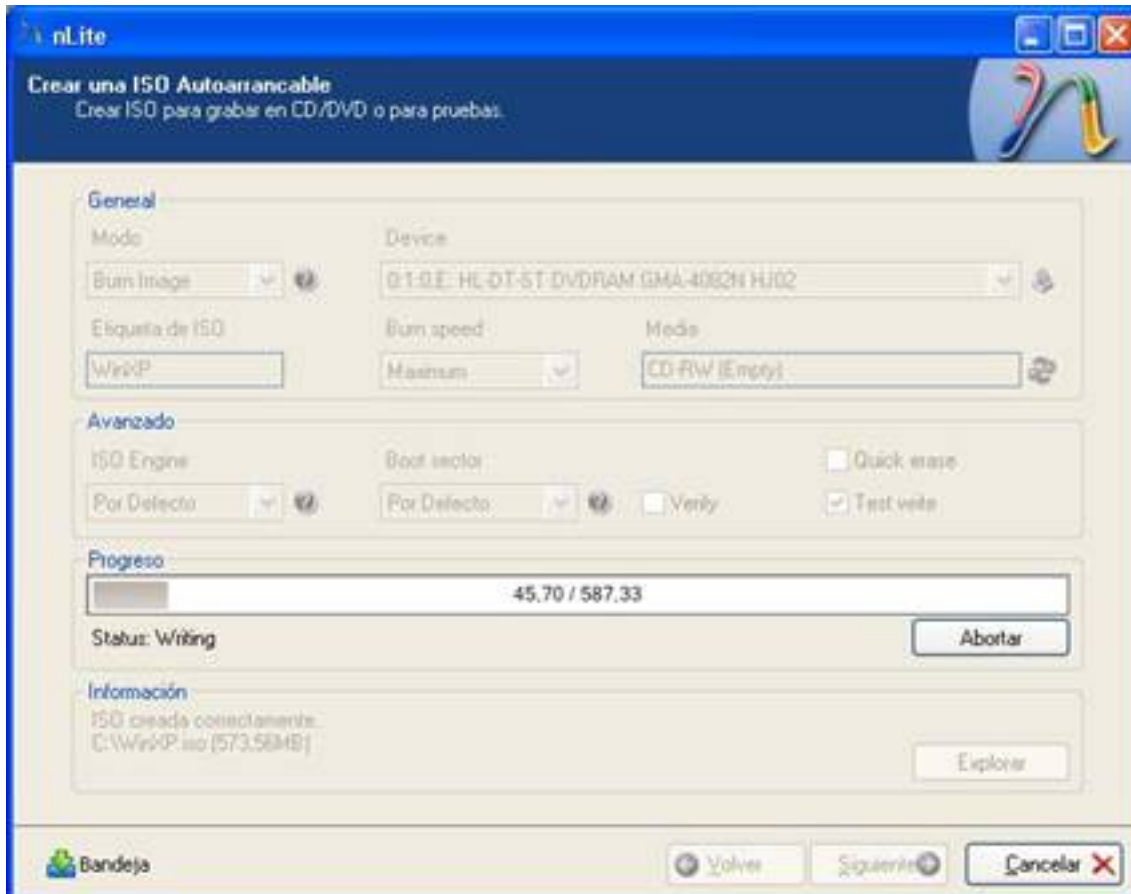 nLite
Crear una ISO Autoarrancable
Crear ISO para grabar en CD/DVD o para pruebas.
General
Modo
Device
Burn Image
0:1:0,E: HL-DT-ST DVDRAM GMA-4082N HJ02
Etiqueta de ISO
Burn speed
Media
WinXP
Maximum
CD-RW (Empty)
Avanzado
ISO Engine
Boot sector
Quick erase
Por Defecto
Por Defecto
Verify
Test write
Progreso
45,70 / 587,33
Status: Writing
Abortar
Información
ISO creada correctamente.
C:\WinXP.iso (573,56MB)
Explorar
Bandeja
Volver
Siguiente
Cancelar